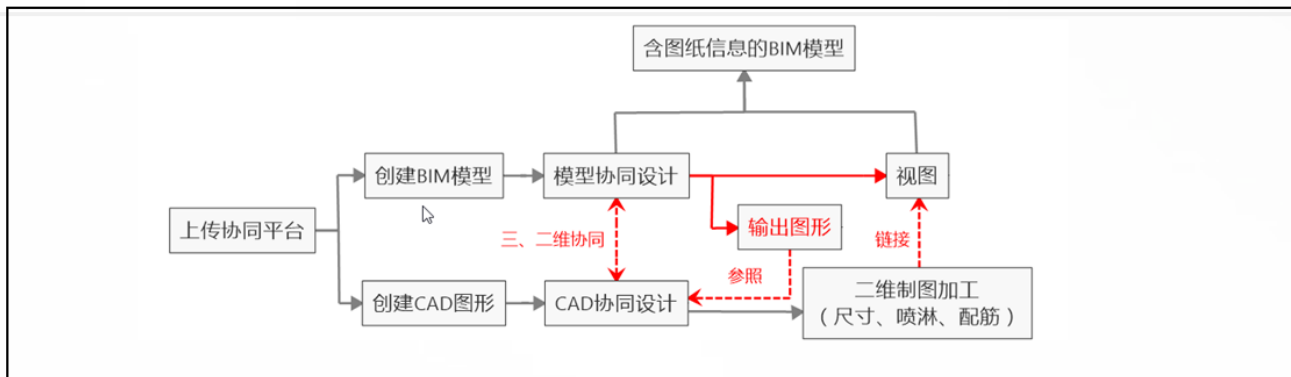 含图纸信息的BIM模型
创建BIM模型
模型协同设计
视图
上传协同平台
三、二维协同
输出图形
链接
参照
创建CAD图形
CAD协同设计
二维制图加工
（尺寸、喷淋、配筋）